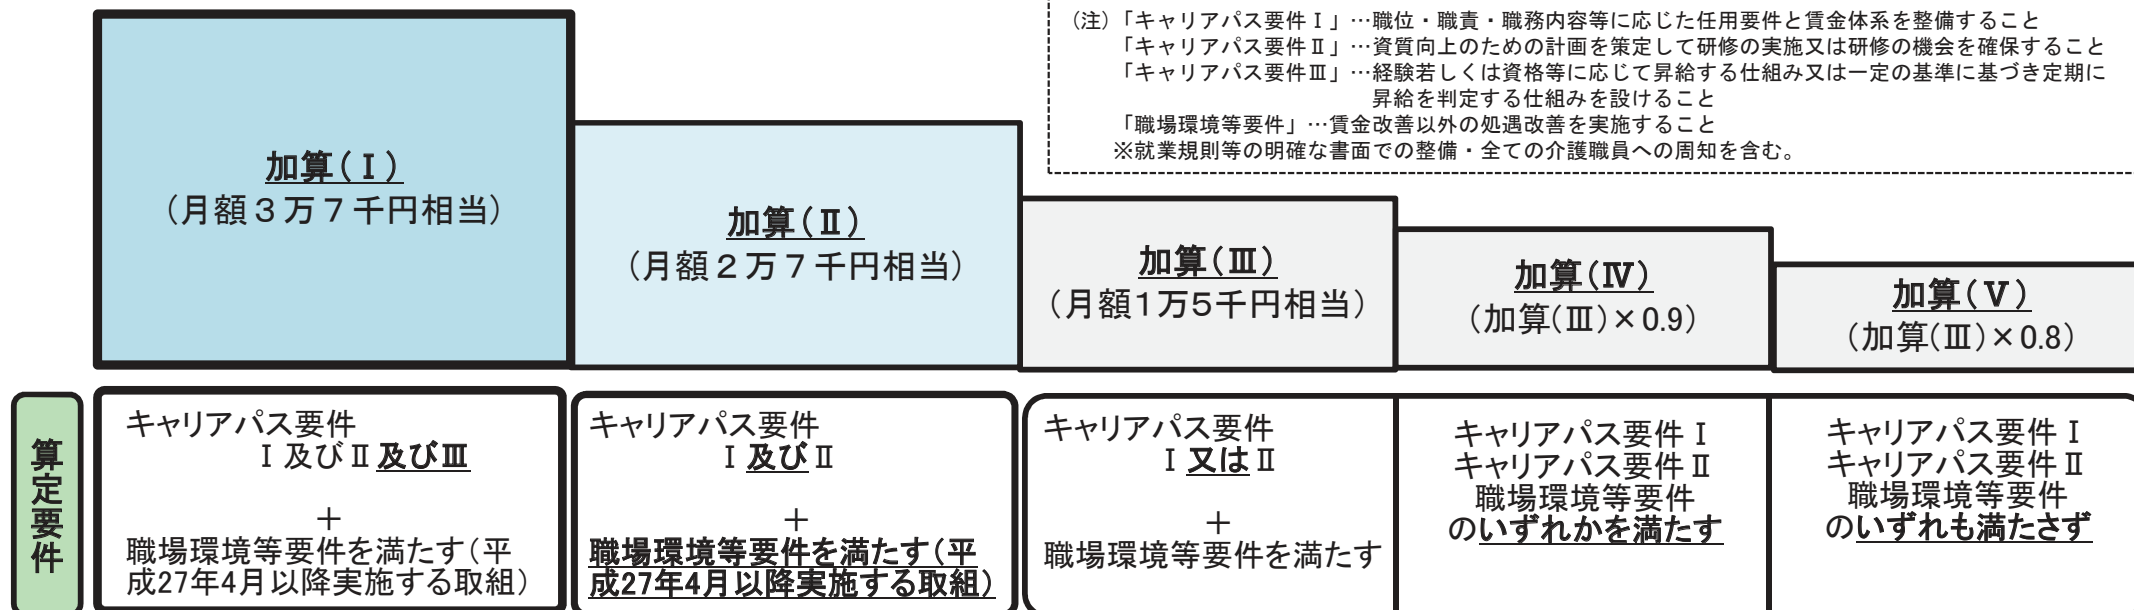 (注)「キャリアパス要件Ⅰ」…職位・職責・職務内容等に応じた任用要件と賃金体系を整備すること
「キャリアパス要件Ⅱ」…資質向上のための計画を策定して研修の実施又は研修の機会を確保すること
「キャリアパス要件Ⅲ」…経験若しくは資格等に応じて昇給する仕組み又は一定の基準に基づき定期に
昇給を判定する仕組みを設けること
「職場環境等要件」…賃金改善以外の処遇改善を実施すること
※就業規則等の明確な書面での整備・全ての介護職員への周知を含む。
加算(Ⅰ)
(月額3万7千円相当)
加算(Ⅱ)
(月額2万7千円相当)
加算(Ⅲ)
(月額1万5千円相当)
加算(Ⅳ)
(加算(Ⅲ)×0.9)
加算(Ⅴ)
(加算(Ⅲ)×0.8)
算定要件
キャリアパス要件
Ⅰ及びⅡ及びⅢ
+
職場環境等要件を満たす(平
成27年4月以降実施する取組)
キャリアパス要件
Ⅰ及びⅡ
+
職場環境等要件を満たす(平
成27年4月以降実施する取組)
キャリアパス要件
Ⅰ又はⅡ
+
職場環境等要件を満たす
キャリアパス要件Ⅰ
キャリアパス要件Ⅱ
職場環境等要件
のいずれかを満たす
キャリアパス要件Ⅰ
キャリアパス要件Ⅱ
職場環境等要件
のいずれも満たさず